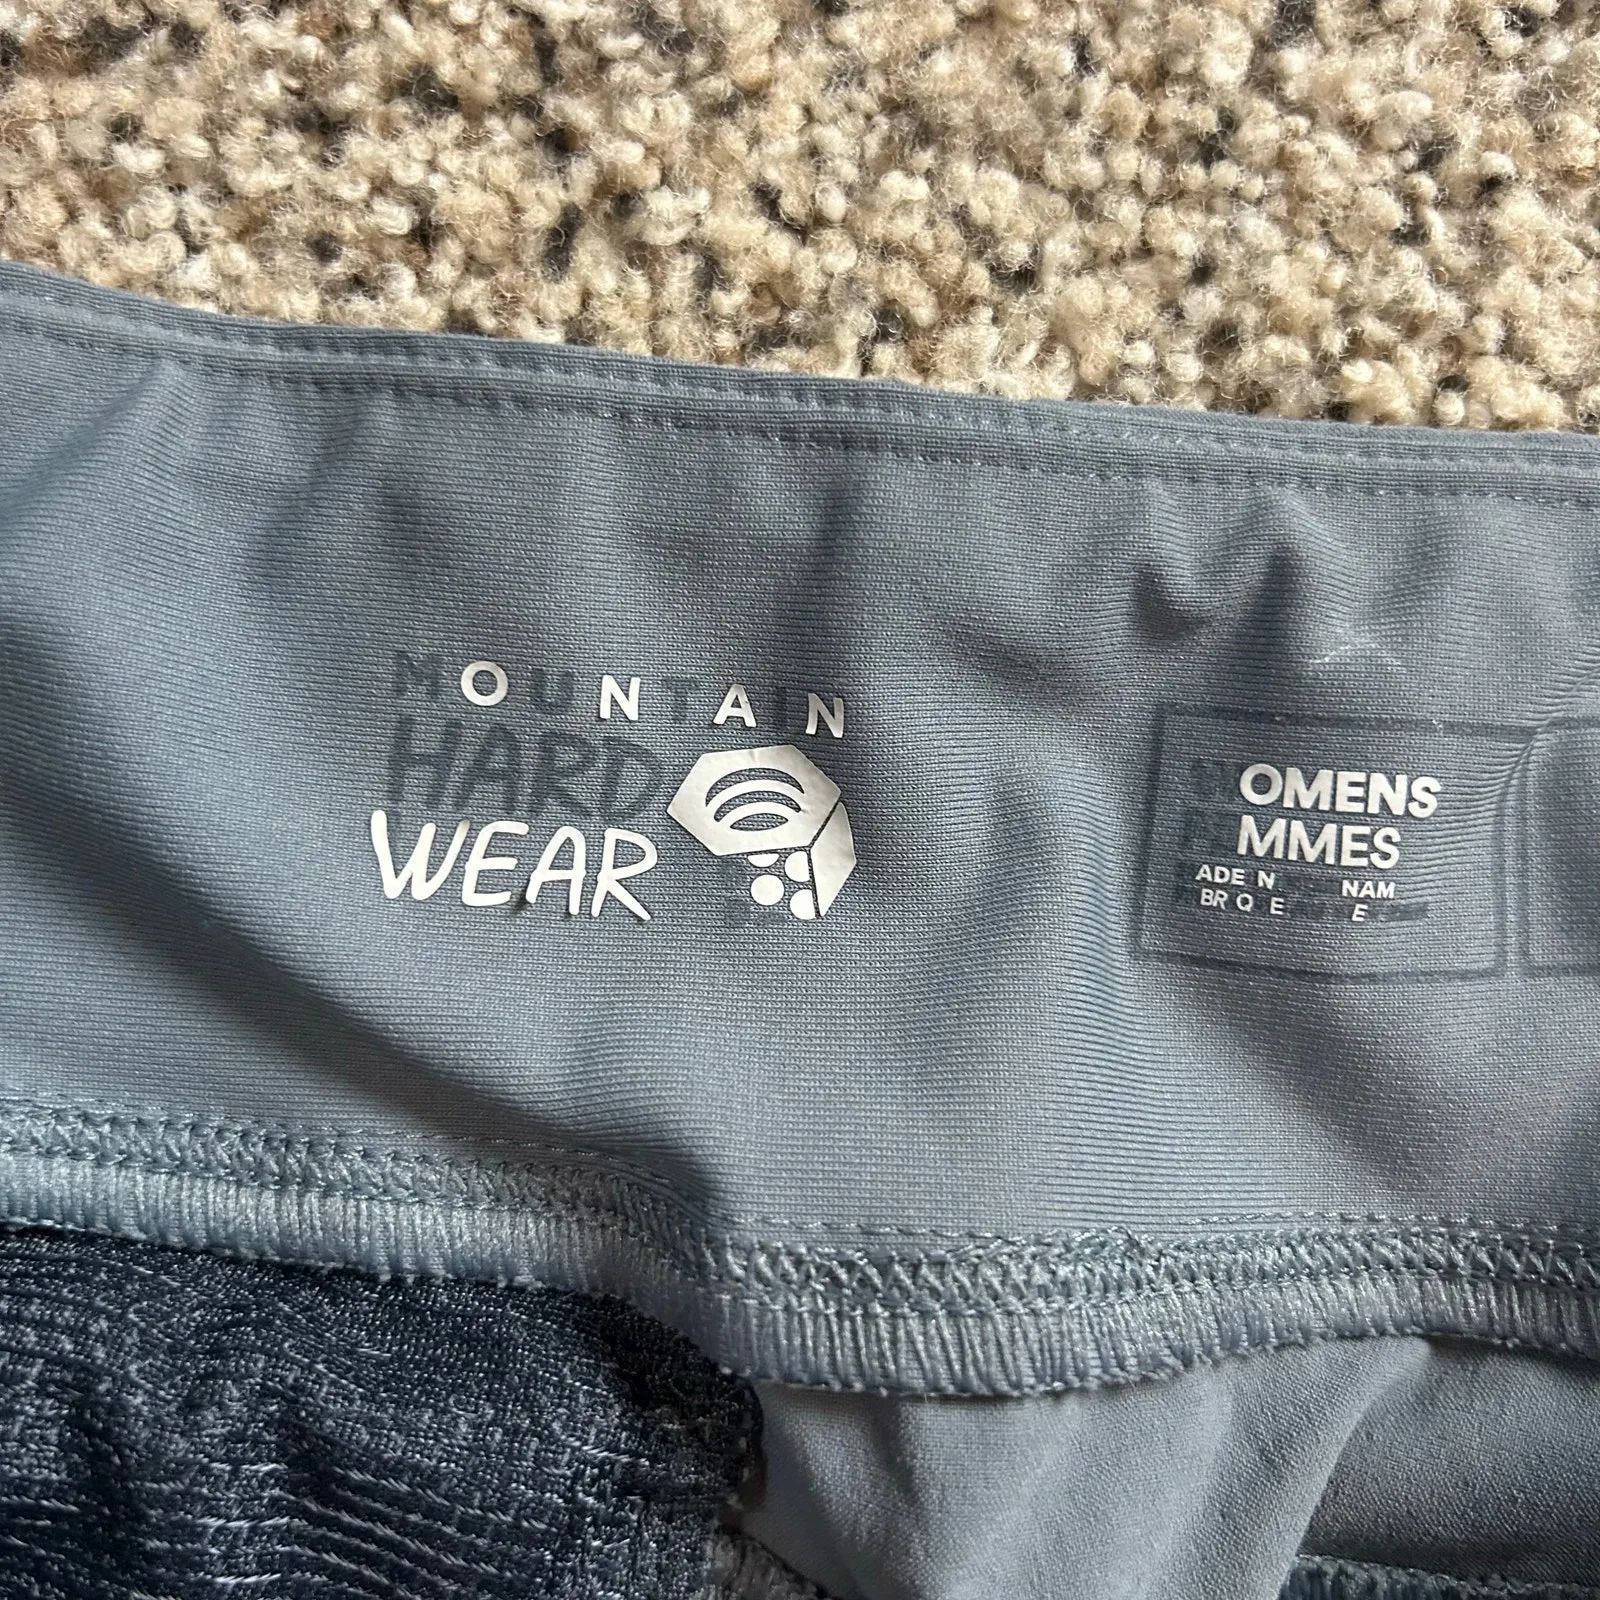 MOUNTAIN
HARD
WEAR
OMENS
MMES
ADE N NAM
BR Q E E